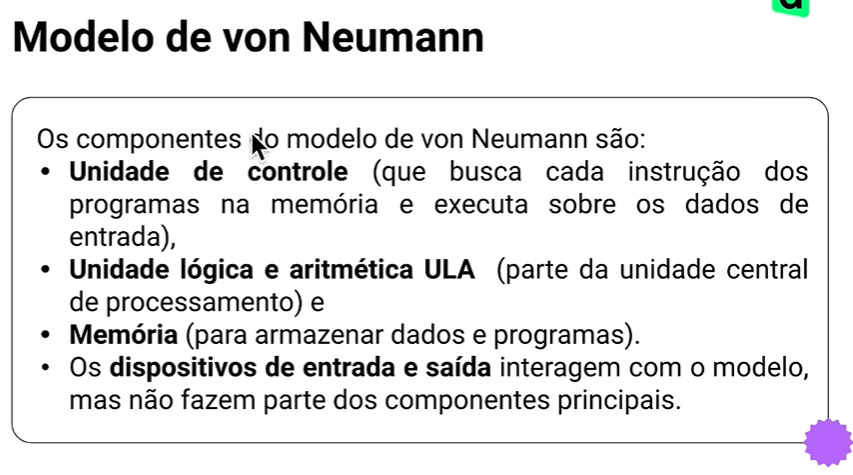 Modelo de von Neumann
Os componentes do modelo de von Neumann são:
• Unidade de controle (que busca cada instrução dos
programas na memória e executa sobre os dados de
entrada),
• Unidade lógica e aritmética ULA (parte da unidade central
de processamento) e
• Memória (para armazenar dados e programas).
• Os dispositivos de entrada e saída interagem com o modelo,
mas não fazem parte dos componentes principais.